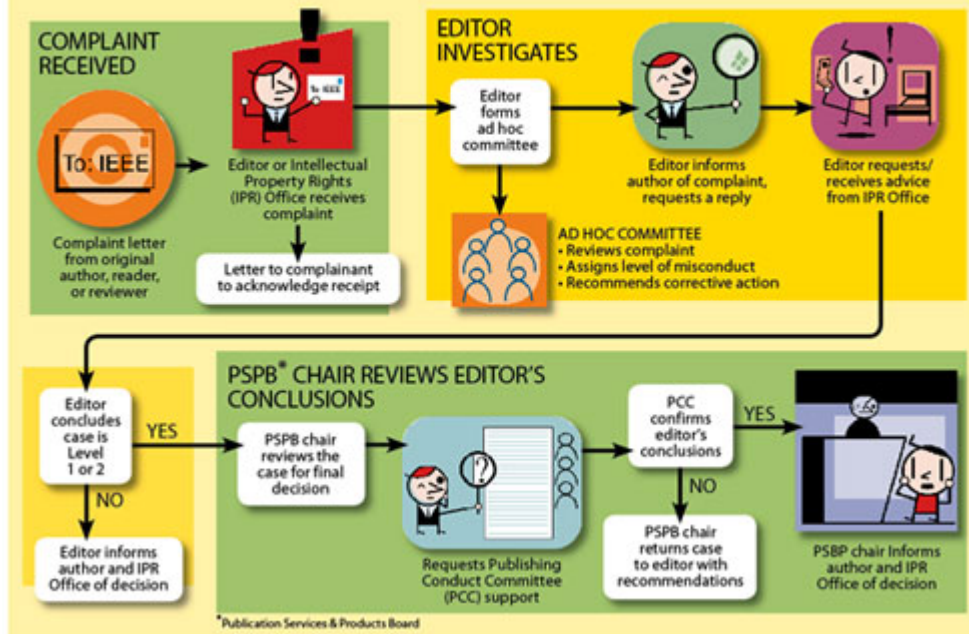 COMPLAINT
RECEIVED
To: IEEE
Complaint letter
from original
author, reader,
or reviewer
!
To: IEEE
Editor or Intellectual
Property Rights
(IPR) Office receives
complaint
Letter to complainant
to acknowledge receipt
EDITOR
INVESTIGATES
Editor
forms
ad hoc
committee
AD HOC COMMITTEE
• Reviews complaint
• Assigns level of misconduct
• Recommends corrective action
Editor informs
author of complaint,
requests a reply
!
Editor requests/
receives advice
from IPR Office
Editor
concludes
case is
Level
1 or 2
YES
NO
Editor informs
author and IPR
Office of decision
PSPB* CHAIR REVIEWS EDITOR'S
CONCLUSIONS
PSPB chair
reviews the
case for final
decision
?
Requests Publishing
Conduct Committee
(PCC) support
PCC
confirms
editor's
conclusions
YES
NO
PSPB chair
returns case
to editor with
recommendations
PSBP chair Informs
author and IPR
Office of decision
*Publication Services & Products Board